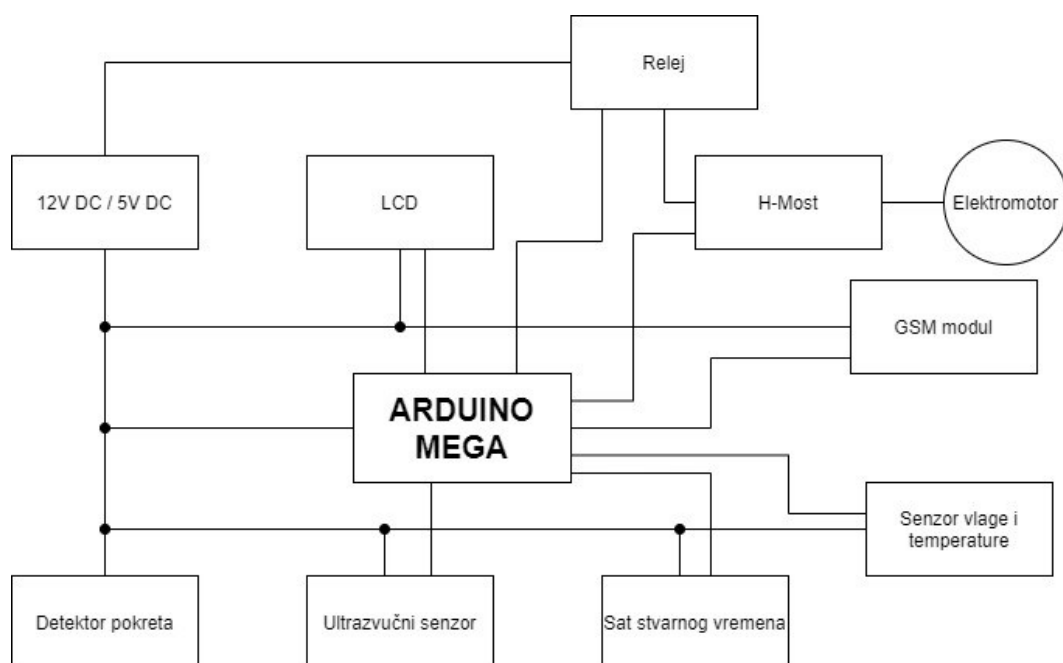 Relej
12V DC / 5V DC
LCD
H-Most
Elektromotor
GSM modul
ARDUINO
MEGA
Senzor vlage i
temperature
Detektor pokreta
Ultrazvučni senzor
Sat stvarnog vremena